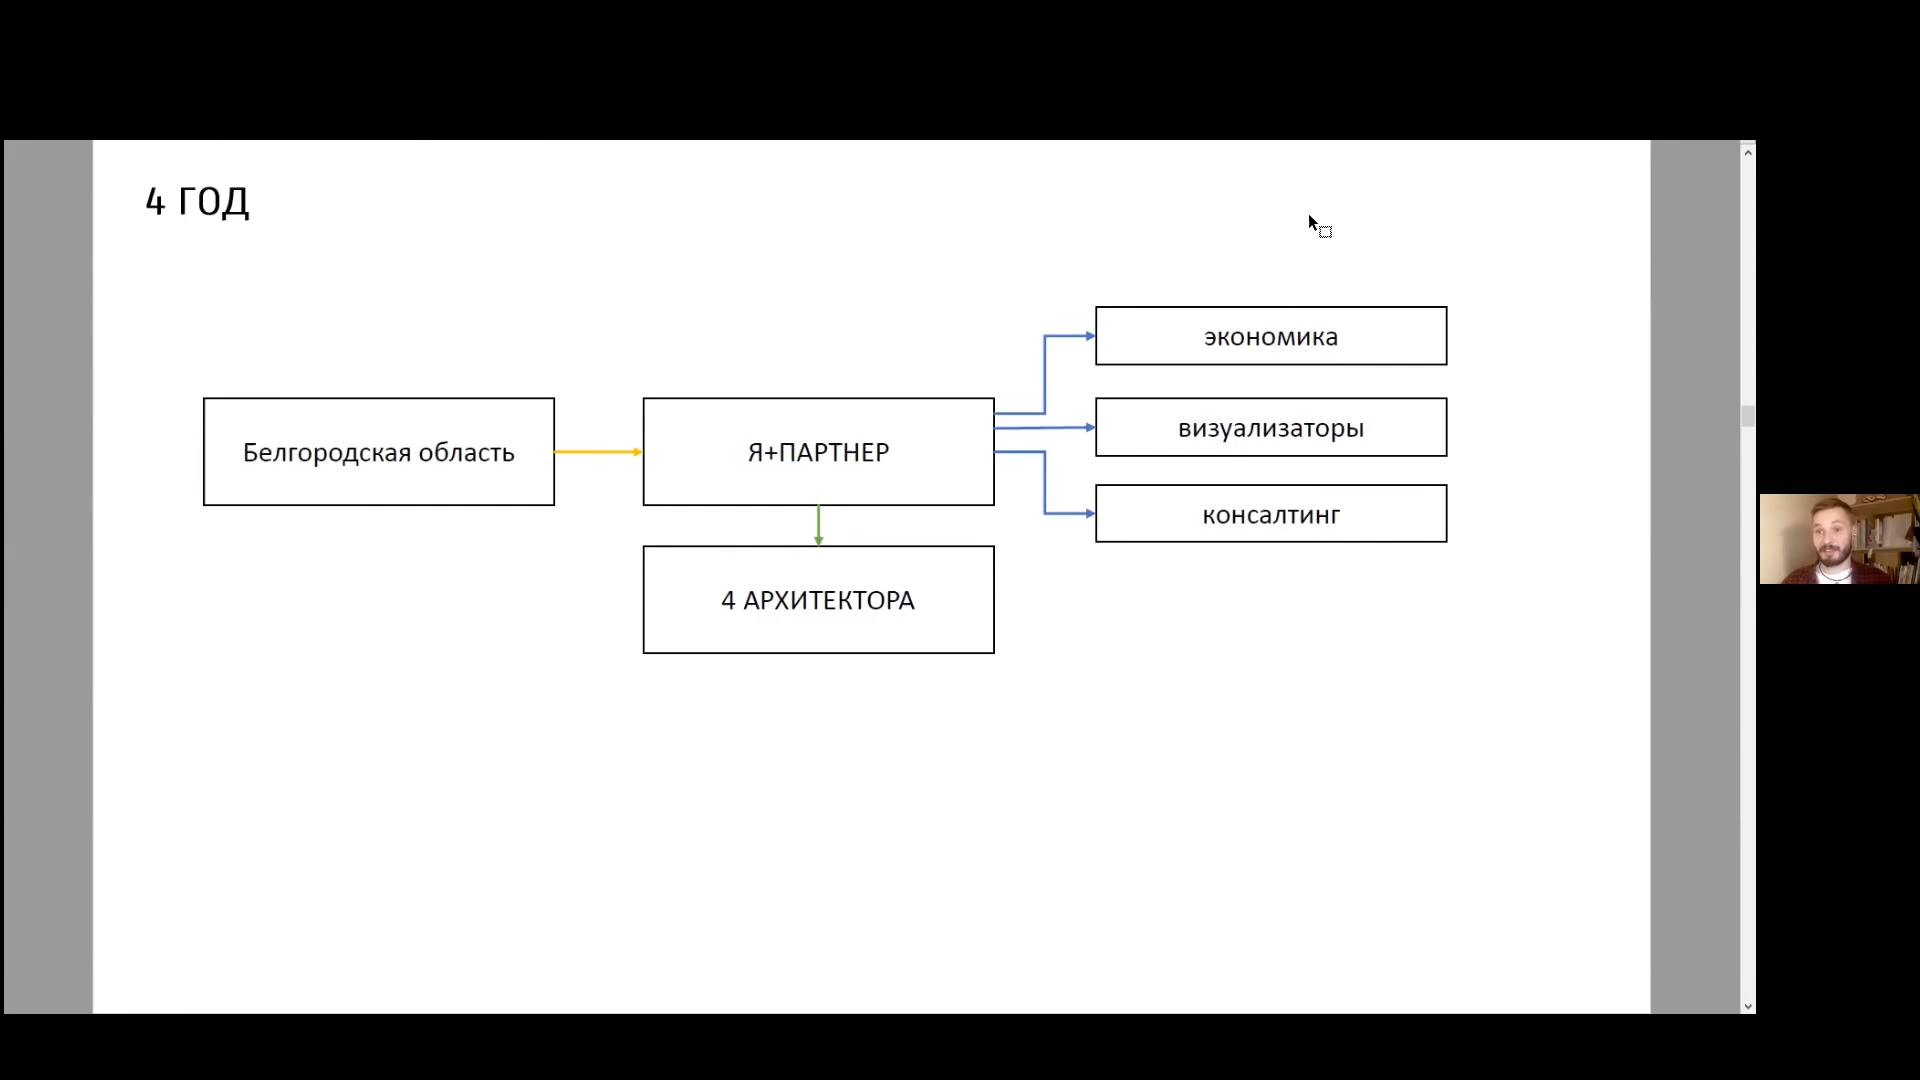 4 ГОД
экономика
Белгородская область
Я+ПАРТНЕР
визуализаторы
консалтинг
4 АРХИТЕКТОРА